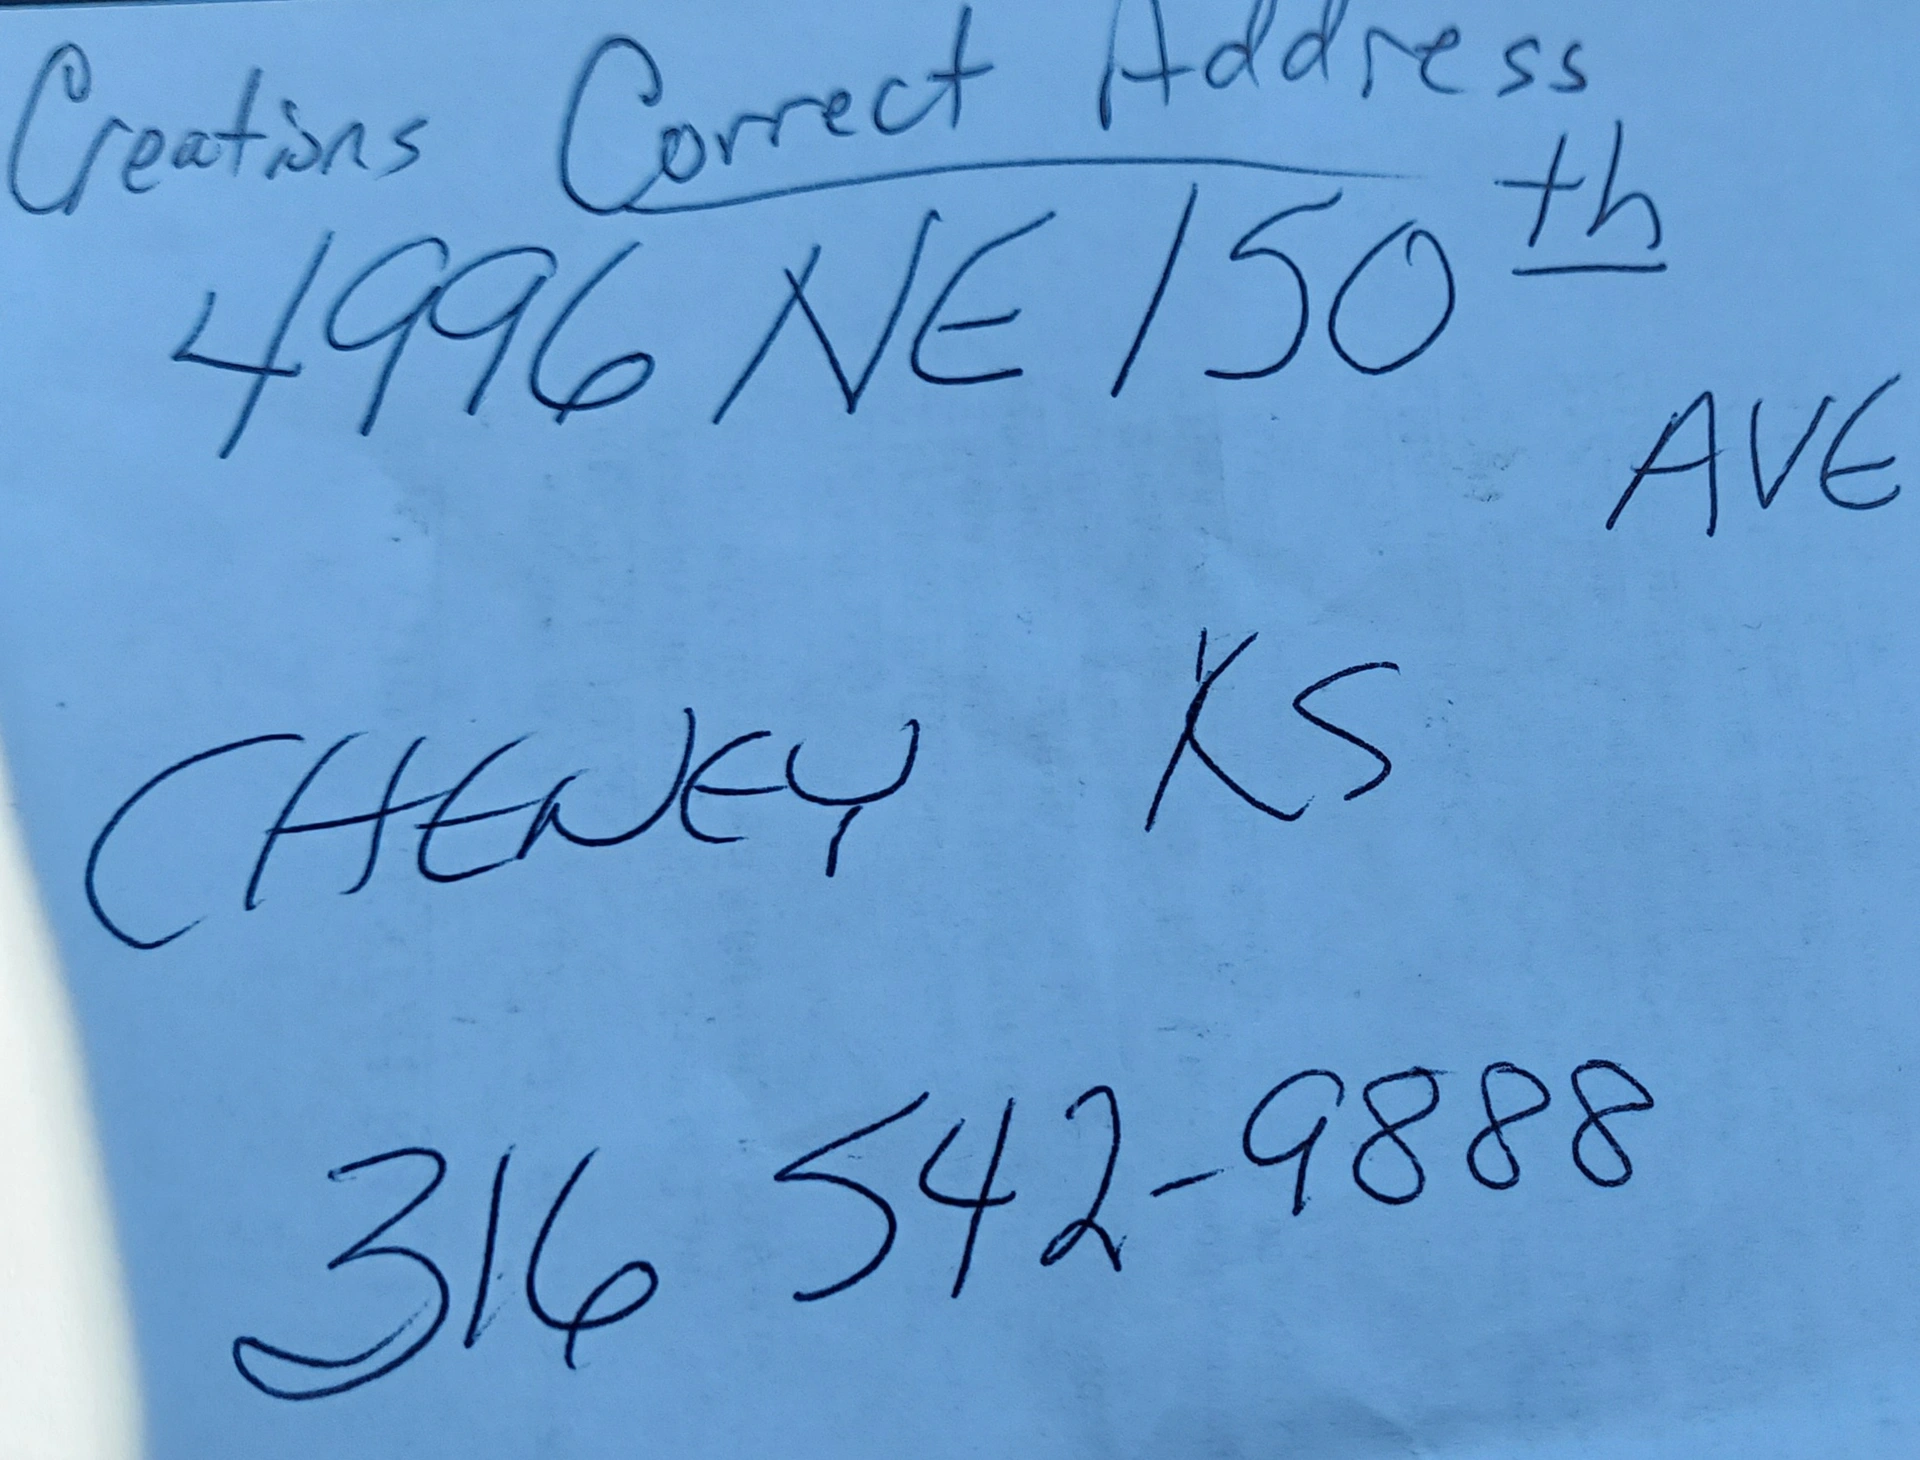 Creations Correct Address
4996 NE 150th
AVE
CHENEY KS
316 542-9888